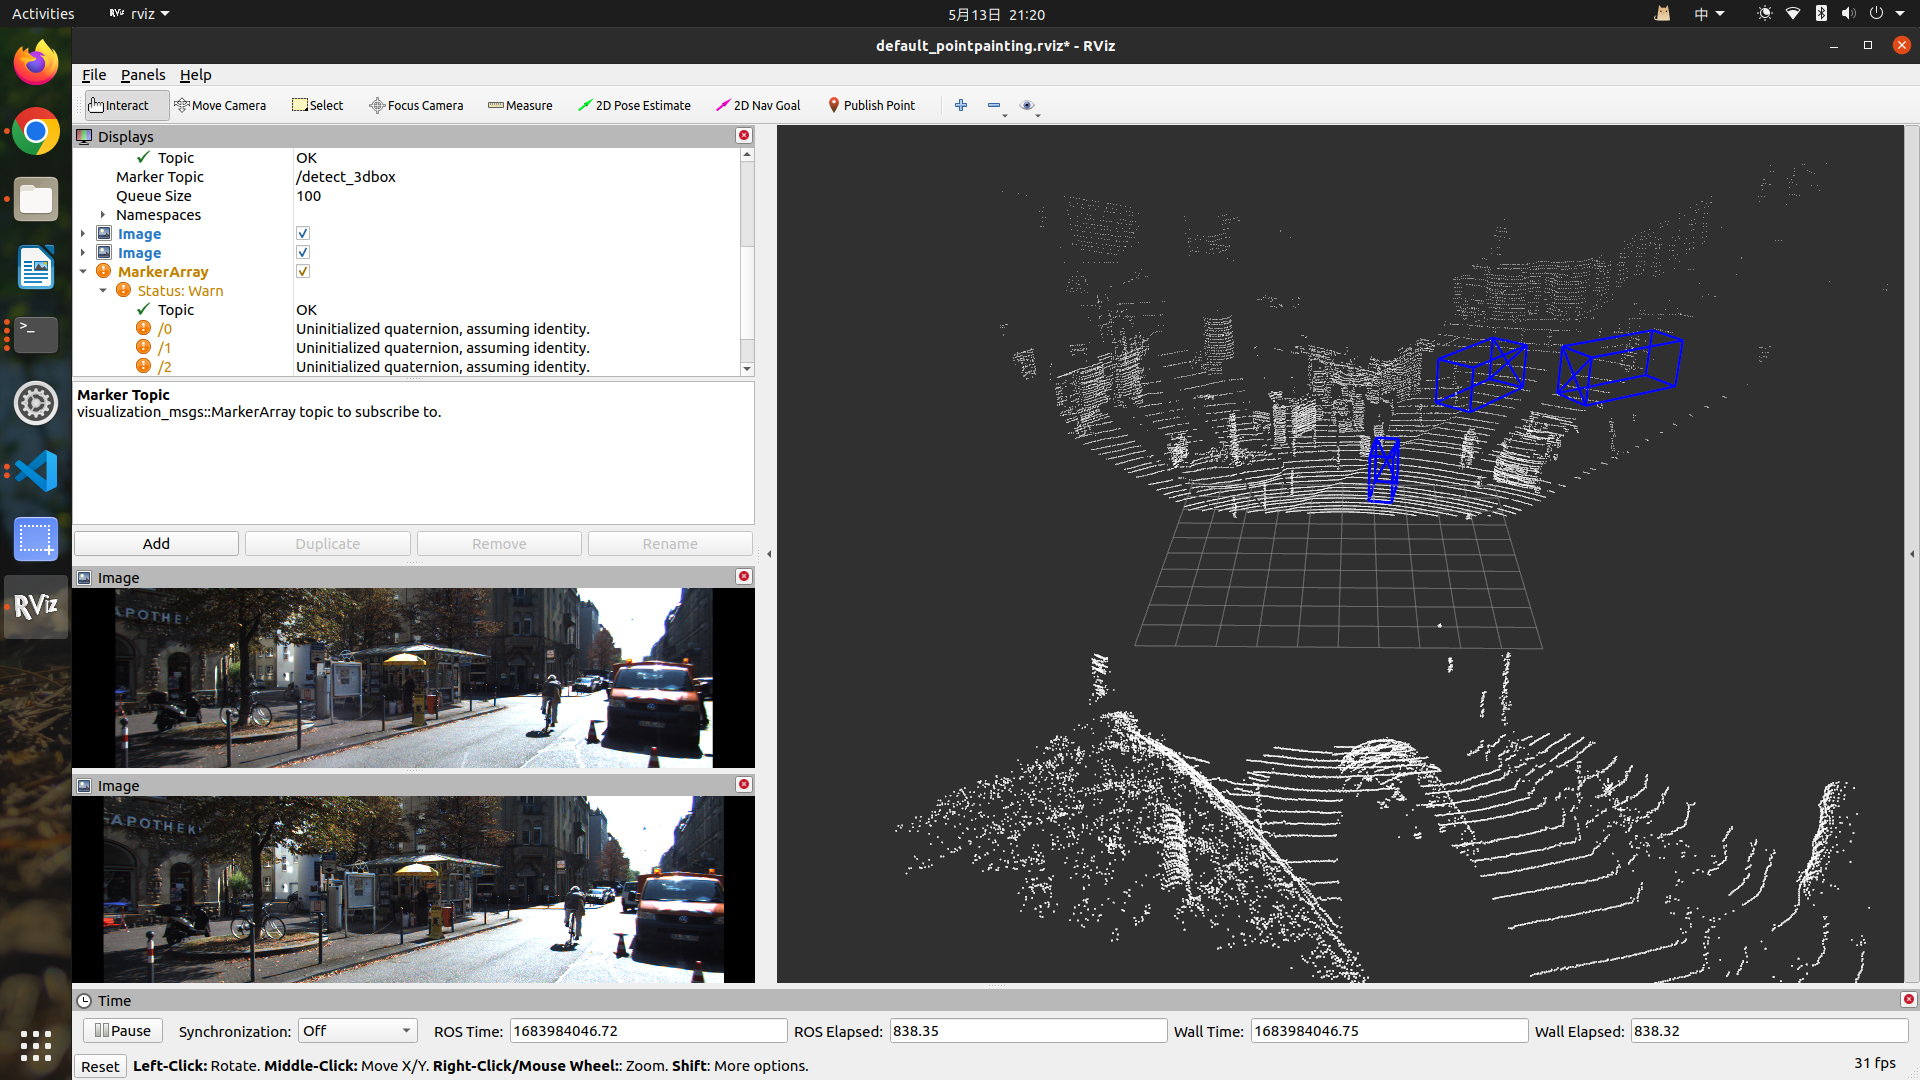 Activities
rviz
5月13日 21:20
中
default_pointpainting.rviz* - RViz
File Panels Help
Interact Move Camera Select Focus Camera Measure 2D Pose Estimate 2D Nav Goal Publish Point
Displays
Topic OK
Marker Topic /detect_3dbox
Queue Size 100
Namespaces
Image
Image
MarkerArray
Status: Warn
Topic OK
/0 Uninitialized quaternion, assuming identity.
/1 Uninitialized quaternion, assuming identity.
/2 Uninitialized quaternion, assuming identity.
Marker Topic
visualization_msgs::MarkerArray topic to subscribe to.
Add Duplicate Remove Rename
Image
APOTHE
Image
APOTHEK
RViz
Time
Pause Synchronization: Off ROS Time: 1683984046.72 ROS Elapsed: 838.35 Wall Time: 1683984046.75 Wall Elapsed: 838.32
Reset Left-Click: Rotate. Middle-Click: Move X/Y. Right-Click/Mouse Wheel:: Zoom. Shift: More options. 31 fps